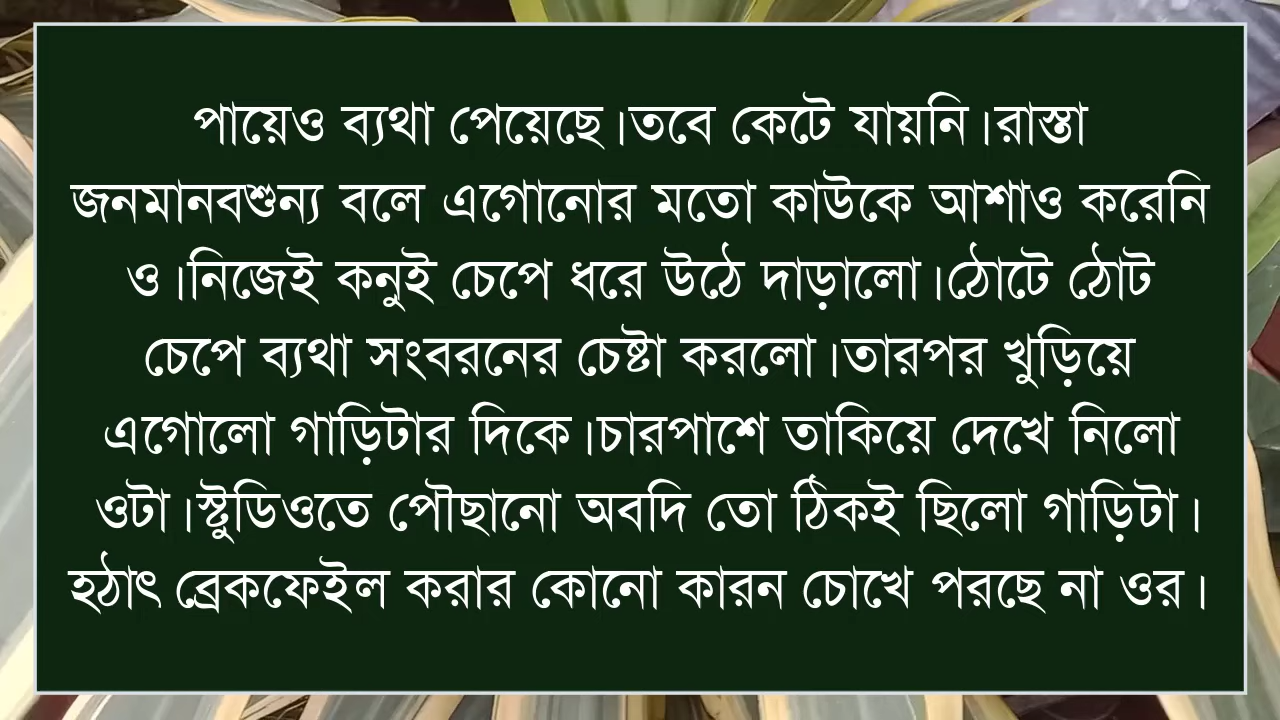 পায়েও ব্যথা পেয়েছে।তবে কেটে যায়নি।রাস্তা
জনমানবশুন্য বলে এগোনোর মতো কাউকে আশাও করেনি
ও।নিজেই কনুই চেপে ধরে উঠে দাড়ালো।ঠোটে ঠোট
চেপে ব্যথা সংবরনের চেষ্টা করলো।তারপর খুড়িয়ে
এগোলো গাড়িটার দিকে।চারপাশে তাকিয়ে দেখে নিলো
ওটা।স্টুডিওতে পৌছানো অবদি তো ঠিকই ছিলো গাড়িটা।
হঠাৎ ব্রেকফেইল করার কোনো কারন চোখে পরছে না ওর।